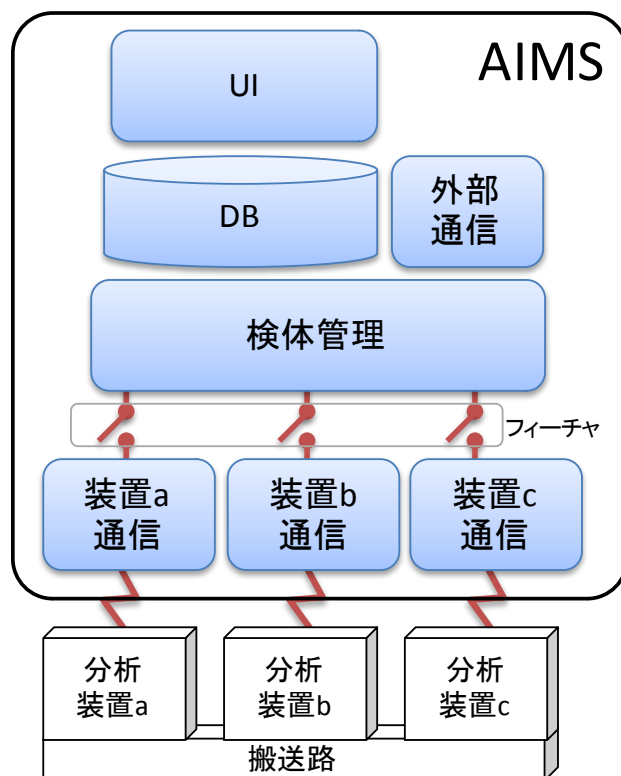 AIMS
UI
DB
外部
通信
検体管理
フィーチャ
装置a
通信
装置b
通信
装置c
通信
分析
装置a
分析
装置b
分析
装置c
搬送路